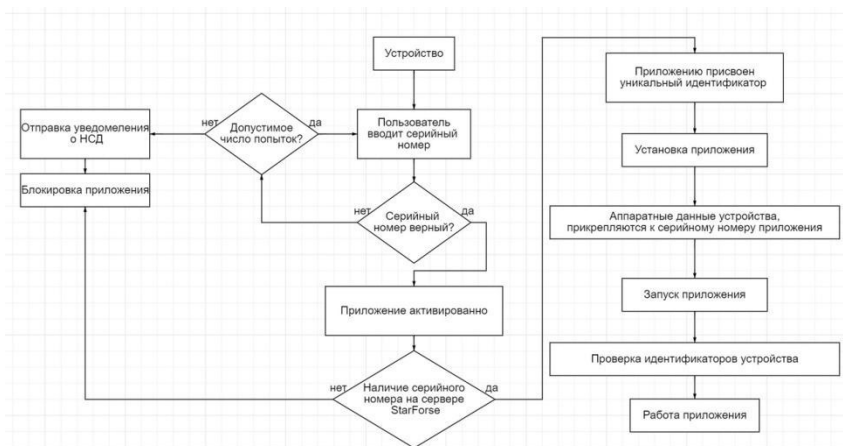 Устройство
Приложению присвоен
уникальный идентификатор
Отправка уведомления
о НСД
нет
Допустимое
число попыток?
да
Пользователь
вводит серийный
номер
Установка приложения
Блокировка приложения
нет
Серийный
номер верный?
да
Аппаратные данные устройства,
прикрепляются к серийному номеру приложения
Приложение активированно
Запуск приложения
Проверка идентификаторов устройства
нет
Наличие серийного
номера на сервере
StarForse
да
Работа приложения